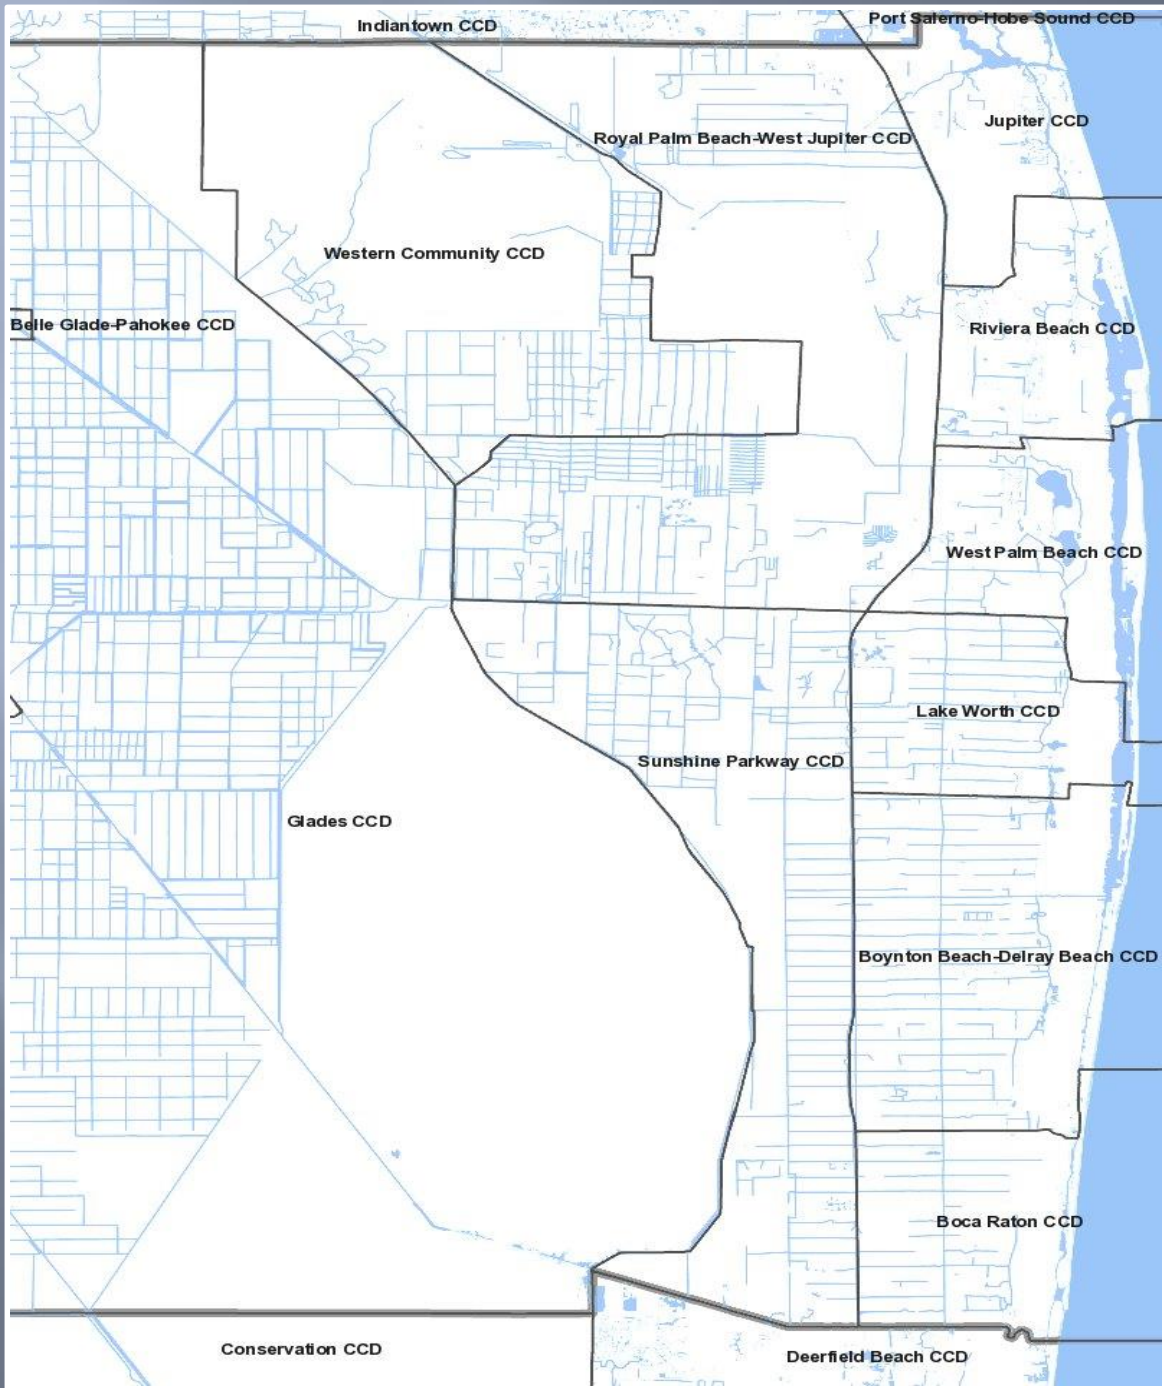 Port Salerno-Hobe Sound CCD
Indiantown CCD
Jupiter CCD
Royal Palm Beach-West Jupiter CCD
Western Community CCD
Belle Glade-Pahokee CCD
Riviera Beach CCD
West Palm Beach CCD
Lake Worth CCD
Sunshine Parkway CCD
Glades CCD
Boynton Beach-Delray Beach CCD
Boca Raton CCD
Conservation CCD
Deerfield Beach CCD